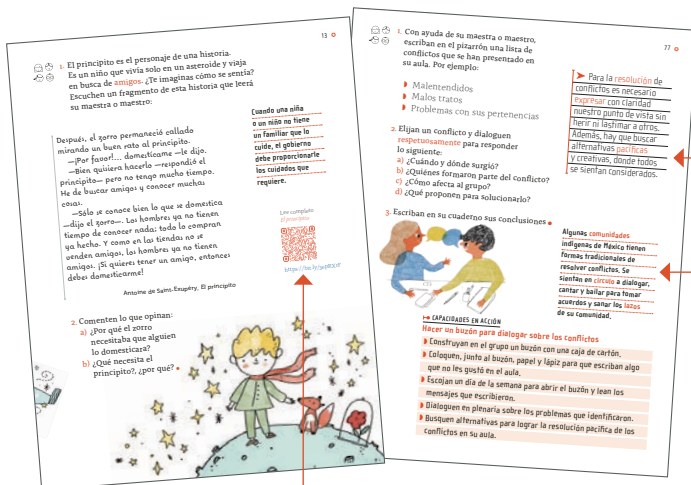 13
1. El principito es el personaje de una historia.
Es un niño que vivía solo en un asteroide y viaja
en busca de amigos. ¿Te imaginas cómo se sentía?
Escuchen un fragmento de esta historia que leerá
su maestra o maestro:
Después, el zorro permaneció callado
mirando un buen rato al principito.
—¡Por favor!... domestícame —le dijo.
—Bien quisiera hacerlo —respondió el
principito— pero no tengo mucho tiempo.
He de buscar amigos y conocer muchas
cosas.
—Sólo se conoce bien lo que se domestica
—dijo el zorro—. Los hombres ya no tienen
tiempo de conocer nada; todo lo compran
ya hecho. Y como en las tiendas no se
venden amigos, los hombres ya no tienen
amigos. ¡Si quieres tener un amigo, entonces
debes domesticarme!
Antoine de Saint-Exupéry, El principito
Cuando una niña
o un niño no tiene
un familiar que lo
cuide, el gobierno
debe proporcionarle
los cuidados que
requiere.
Lee completo
El principito
2. Comenten lo que opinan:
a) ¿Por qué el zorro
necesitaba que alguien
lo domesticara?
b) ¿Qué necesita el
principito?, ¿por qué?
77
1. Con ayuda de su maestra o maestro,
escriban en el pizarrón una lista de
conflictos que se han presentado en
su aula. Por ejemplo:
Malentendidos
Malos tratos
Problemas con sus pertenencias
2. Elijan un conflicto y dialoguen
respetuosamente para responder
lo siguiente:
a) ¿Cuándo y dónde surgió?
b) ¿Quiénes formaron parte del conflicto?
c) ¿Cómo afecta al grupo?
d) ¿Qué proponen para solucionarlo?
3. Escriban en su cuaderno sus conclusiones
Para la resolución de
conflictos es necesario
expresar con claridad
nuestro punto de vista sin
herir ni lastimar a otros.
Además, hay que buscar
alternativas pacíficas
y creativas, donde todos
se sientan considerados.
Algunas comunidades
indígenas de México tienen
formas tradicionales de
resolver conflictos. Se
sientan en círculo a dialogar,
cantar y bailar para tomar
acuerdos y sanar los lazos
de su comunidad.
CAPACIDADES EN ACCIÓN
Hacer un buzón para dialogar sobre los conflictos
Construyan en el grupo un buzón con una caja de cartón.
Coloquen, junto al buzón, papel y lápiz para que escriban algo
que no les gustó en el aula.
Escojan un día de la semana para abrir el buzón y lean los
mensajes que escribieron.
Dialoguen en plenaria sobre los problemas que identificaron.
Busquen alternativas para lograr la resolución pacífica de los
conflictos en su aula.